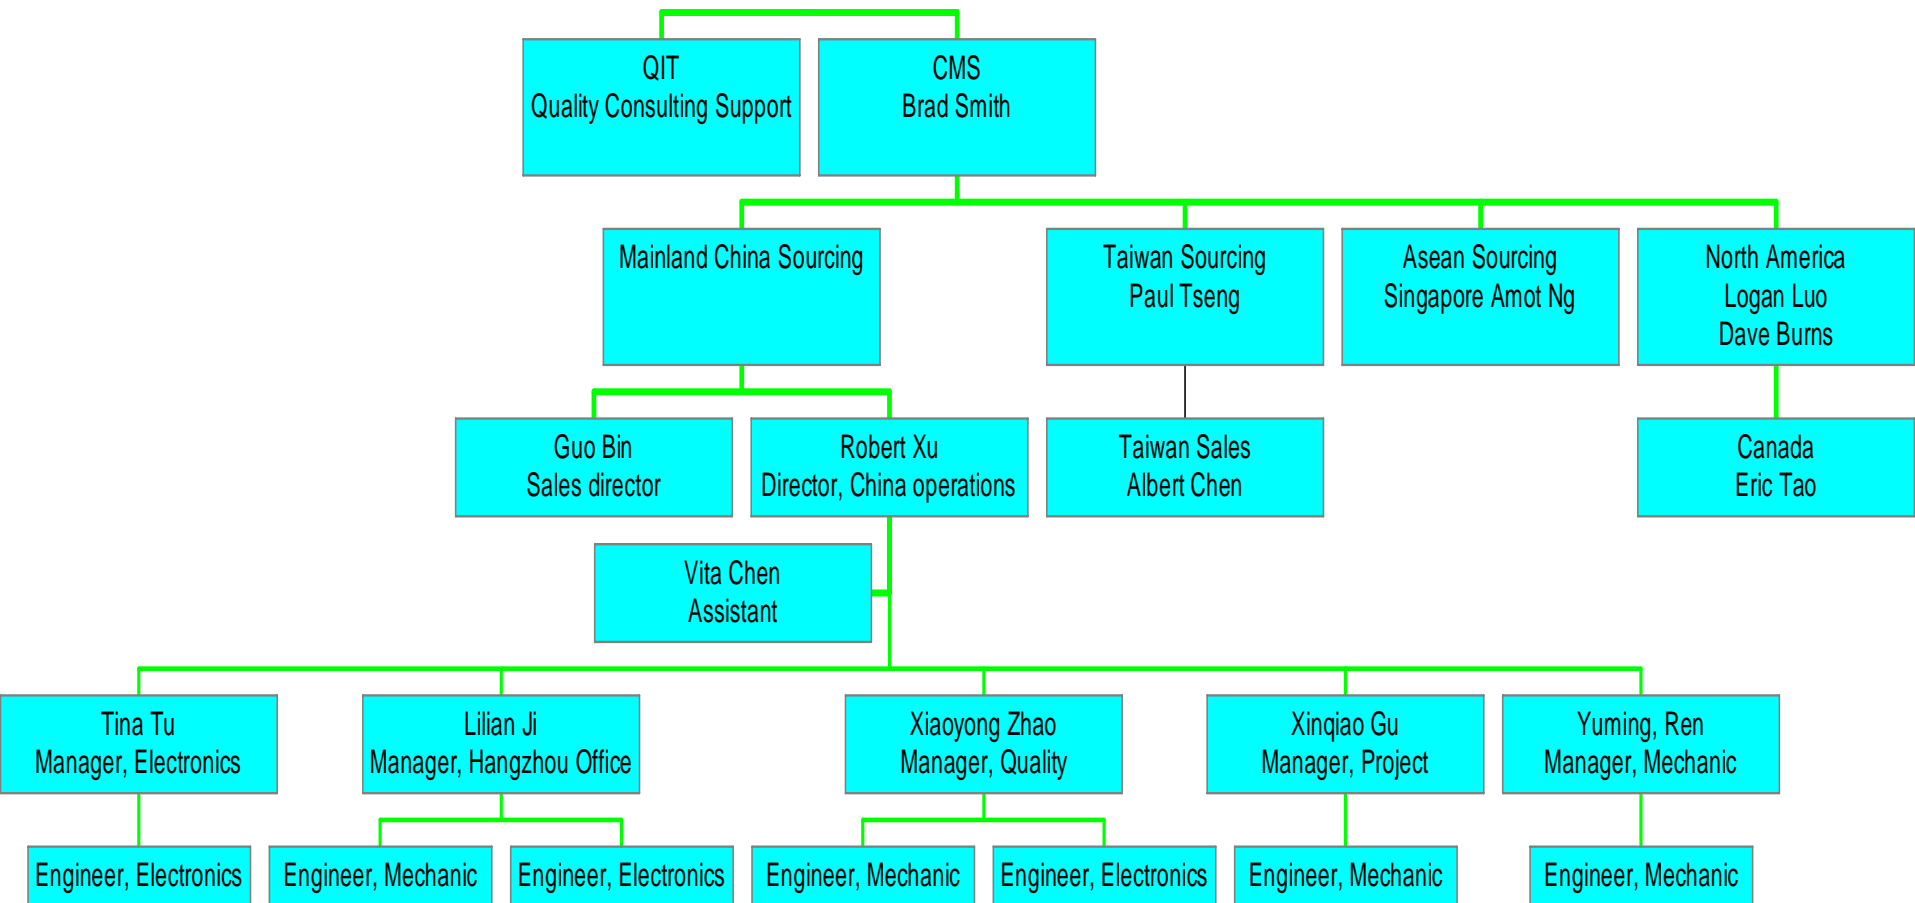 QIT
Quality Consulting Support
CMS
Brad Smith
Mainland China Sourcing
Taiwan Sourcing
Paul Tseng
Asean Sourcing
Singapore Amot Ng
North America
Logan Luo
Dave Burns
Guo Bin
Sales director
Robert Xu
Director, China operations
Taiwan Sales
Albert Chen
Canada
Eric Tao
Vita Chen
Assistant
Tina Tu
Manager, Electronics
Lilian Ji
Manager, Hangzhou Office
Xiaoyong Zhao
Manager, Quality
Xinqiao Gu
Manager, Project
Yuming, Ren
Manager, Mechanic
Engineer, Electronics
Engineer, Mechanic
Engineer, Electronics
Engineer, Mechanic
Engineer, Electronics
Engineer, Mechanic
Engineer, Mechanic